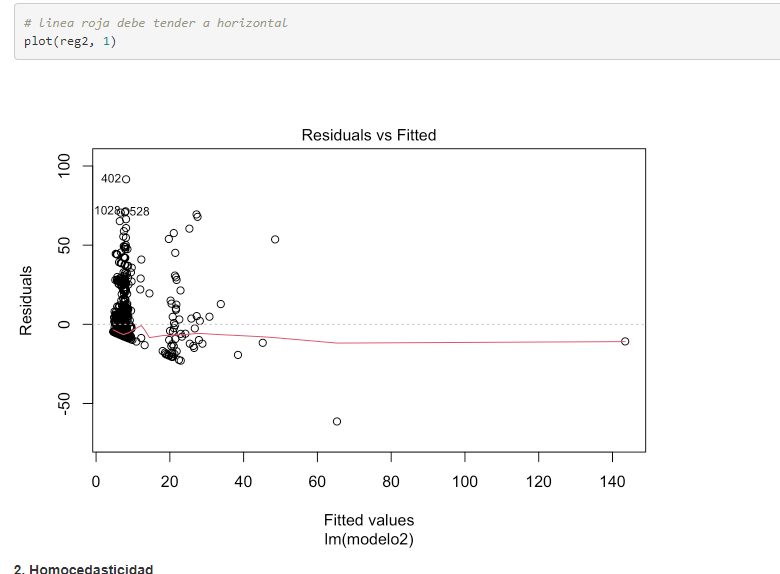 # linea roja debe tender a horizontal
plot(reg2, 1)
Residuals vs Fitted
100
402
1028
528
50
Residuals
0
-50
0 20 40 60 80 100 120 140
Fitted values
lm(modelo2)
2. Homocedasticidad